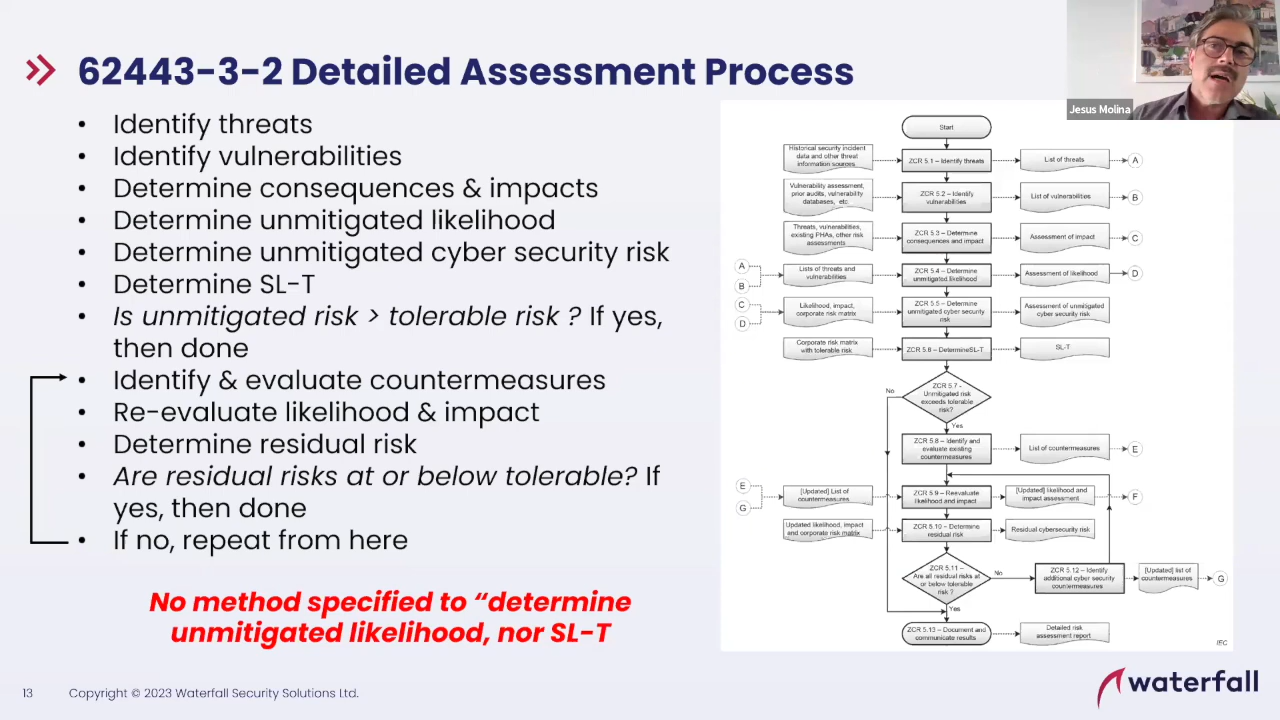 62443-3-2 Detailed Assessment Process
Jesus Molina
• Identify threats
• Identify vulnerabilities
• Determine consequences & impacts
• Determine unmitigated likelihood
• Determine unmitigated cyber security risk
• Determine SL-T
• Is unmitigated risk > tolerable risk ? If yes,
then done
• Identify & evaluate countermeasures
• Re-evaluate likelihood & impact
• Determine residual risk
• Are residual risks at or below tolerable? If
yes, then done
• If no, repeat from here
No method specified to “determine
unmitigated likelihood, nor SL-T
Start
Historical security incident
data and other threat
information sources
ZCR 5.1 – Identify threats
List of threats
A
Vulnerability assessment,
prior audits, vulnerability
databases, etc.
ZCR 5.2 – Identify
vulnerabilities
List of vulnerabilities
B
Threats, vulnerabilities,
existing PHAs, other risk
assessments
ZCR 5.3 – Determine
consequences and impact
Assessment of impact
C
A
B
Lists of threats and
vulnerabilities
ZCR 5.4 – Determine
unmitigated likelihood
Assessment of likelihood
D
C
D
Likelihood, impact,
corporate risk matrix
ZCR 5.5 – Determine
unmitigated cyber security
risk
Assessment of unmitigated
cyber security risk
Corporate risk matrix
with tolerable risk
ZCR 5.6 – DetermineSL-T
SL-T
ZCR 5.7 -
Unmitigated risk
exceeds tolerable
risk?
No
Yes
ZCR 5.8 – Identify and
evaluate existing
countermeasures
List of countermeasures
E
E
G
[Updated] List of
countermeasures
ZCR 5.9 – Reevaluate
likelihood and impact
[Updated] likelihood and
impact assessment
F
Updated likelihood, impact
and corporate risk matrix
ZCR 5.10 – Determine
residual risk
Residual cybersecurity risk
ZCR 5.11 –
Are all residual risks at
or below tolerable
risk ?
No
Yes
ZCR 5.12 – Identify
additional cyber security
countermeasures
[Updated] list of
countermeasures
G
ZCR 5.13 – Document and
communicate results
Detailed risk
assessment report
IEC
13 Copyright © 2023 Waterfall Security Solutions Ltd.
waterfall